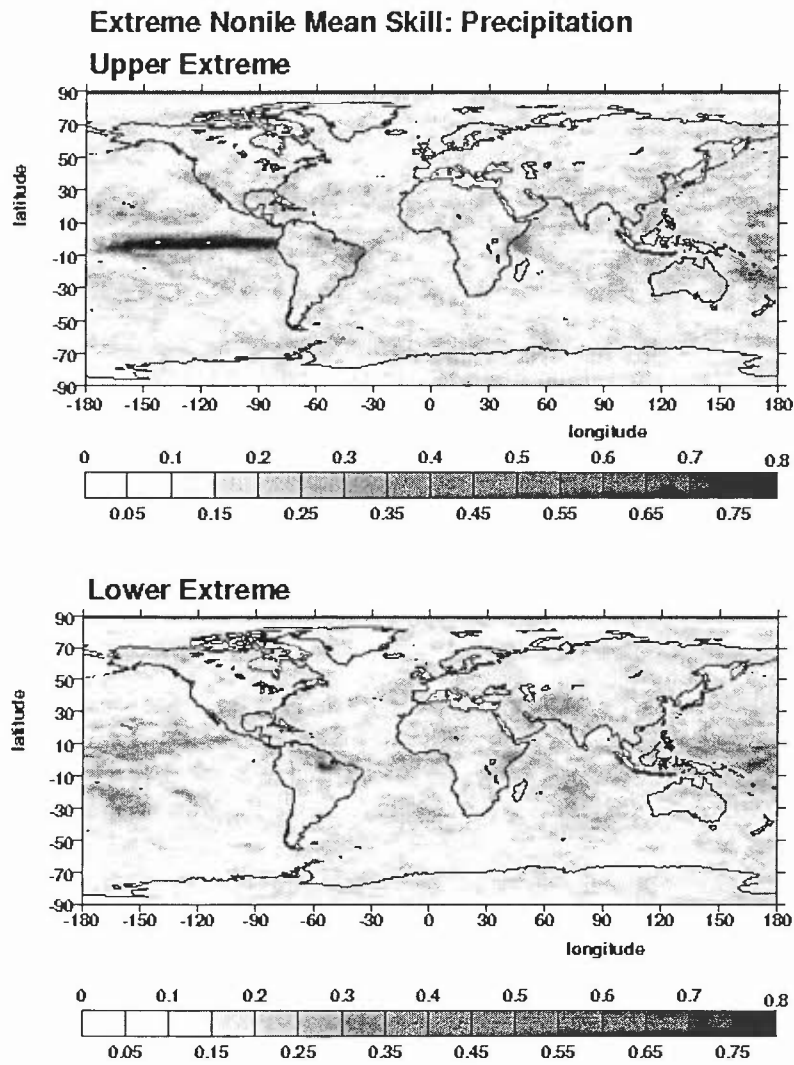 Extreme Nonile Mean Skill: Precipitation
Upper Extreme
90
70
50
30
10
-10
-30
-50
-70
-90
latitude
-180 -150 -120 -90 -60 -30 0 30 60 90 120 150 180
longitude
0 0.1 0.2 0.3 0.4 0.5 0.6 0.7 0.8
0.05 0.15 0.25 0.35 0.45 0.55 0.65 0.75
Lower Extreme
90
70
50
30
10
-10
-30
-50
-70
-90
latitude
-180 -150 -120 -90 -60 -30 0 30 60 90 120 150 180
longitude
0 0.1 0.2 0.3 0.4 0.5 0.6 0.7 0.8
0.05 0.15 0.25 0.35 0.45 0.55 0.65 0.75